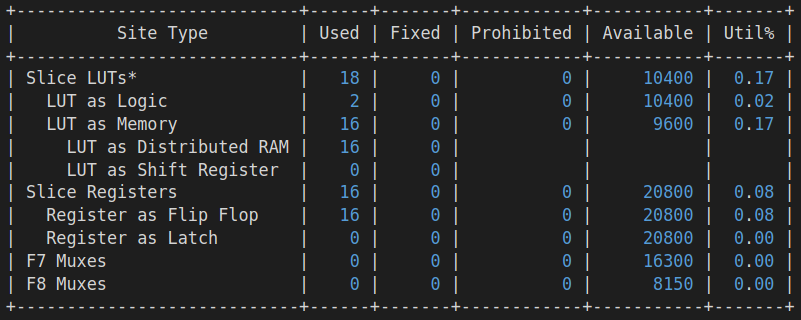 +----------------------------+------+-------+------------+-----------+-------+
|          Site Type         | Used | Fixed | Prohibited | Available | Util% |
+----------------------------+------+-------+------------+-----------+-------+
| Slice LUTs*                |   18 |     0 |          0 |     10400 |  0.17 |
|   LUT as Logic             |    2 |     0 |          0 |     10400 |  0.02 |
|   LUT as Memory            |   16 |     0 |          0 |      9600 |  0.17 |
|     LUT as Distributed RAM |   16 |     0 |            |           |       |
|     LUT as Shift Register  |    0 |     0 |            |           |       |
| Slice Registers            |   16 |     0 |          0 |     20800 |  0.08 |
|   Register as Flip Flop    |   16 |     0 |          0 |     20800 |  0.08 |
|   Register as Latch        |    0 |     0 |          0 |     20800 |  0.00 |
| F7 Muxes                   |    0 |     0 |          0 |     16300 |  0.00 |
| F8 Muxes                   |    0 |     0 |          0 |      8150 |  0.00 |
+----------------------------+------+-------+------------+-----------+-------+